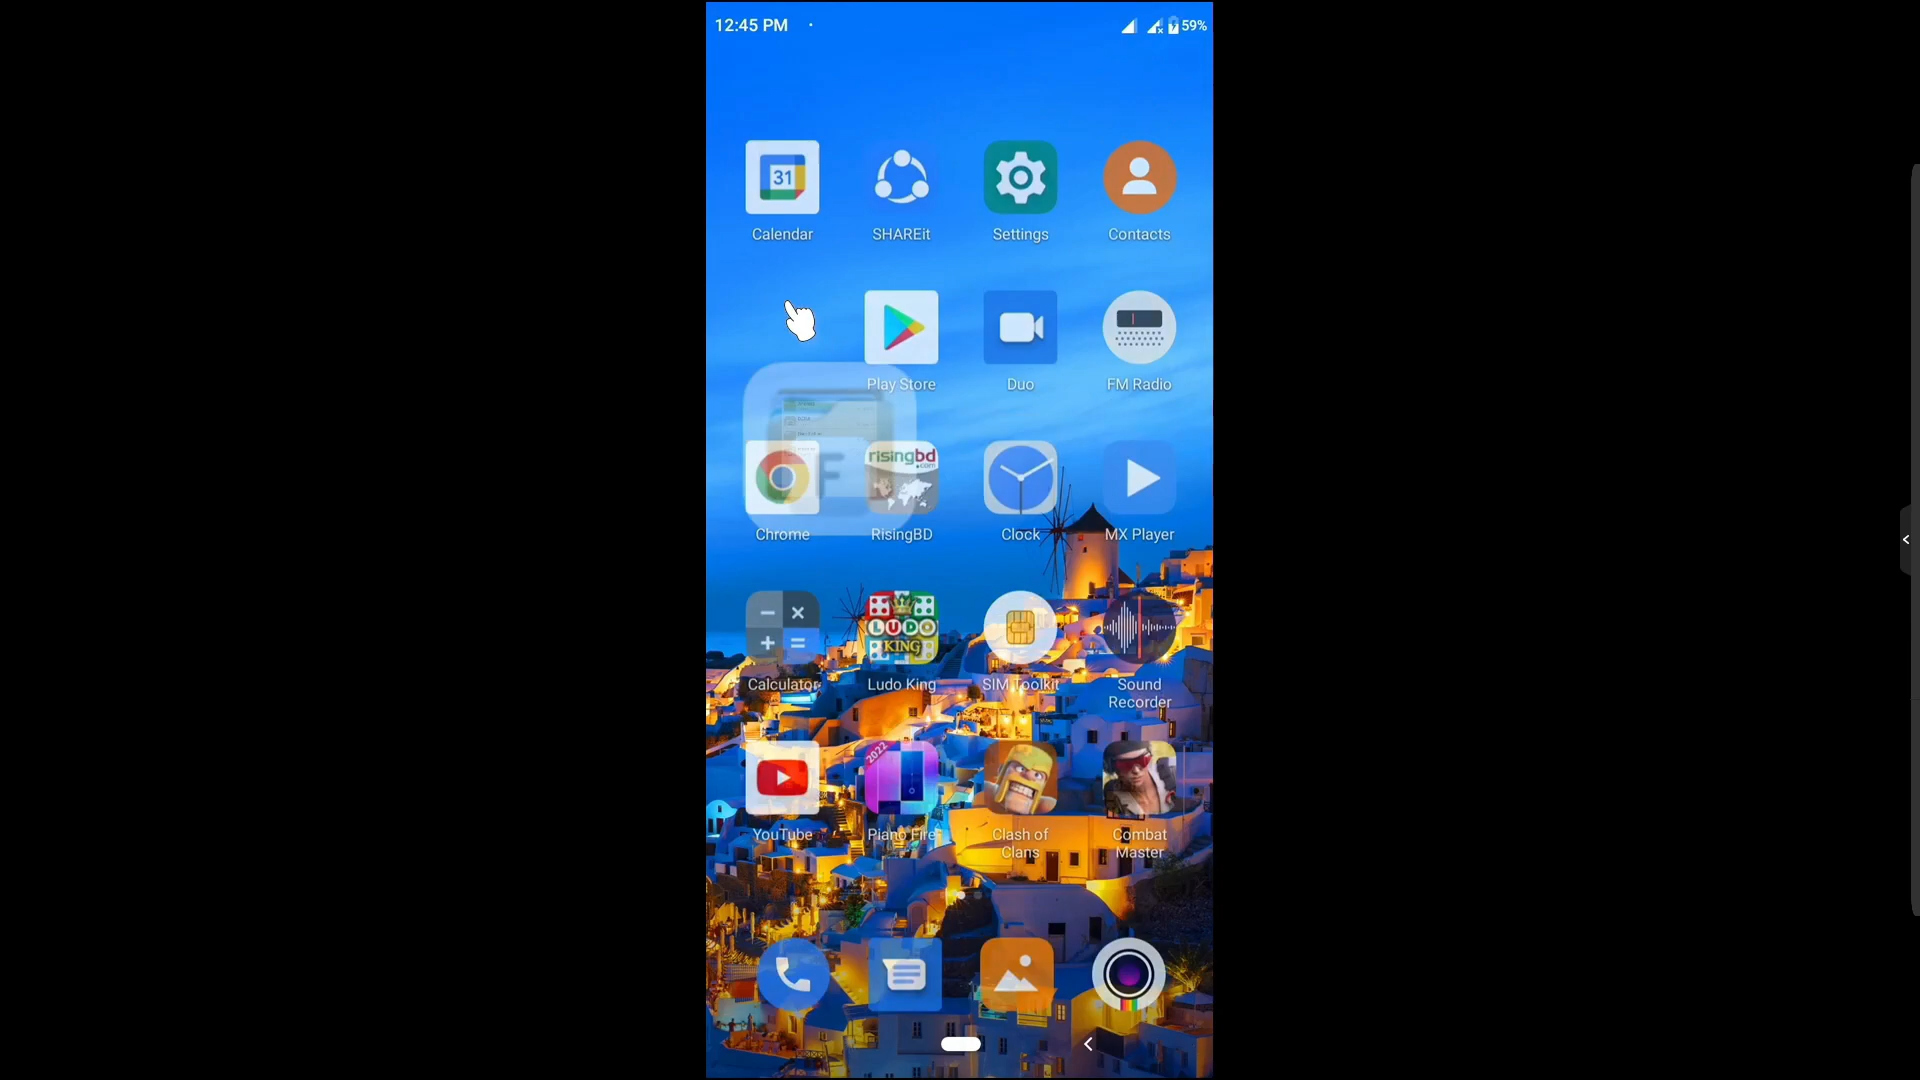 12:45 PM
59%
31
Calendar
SHAREit
Settings
Contacts
Play Store
Duo
FM Radio
F
risingbd
.com
Chrome
RisingBD
Clock
MX Player
LUDO
KING
Calculator
Ludo King
SIM Toolkit
Sound
Recorder
2022
YouTube
Piano Fire
Clash of
Clans
Combat
Master